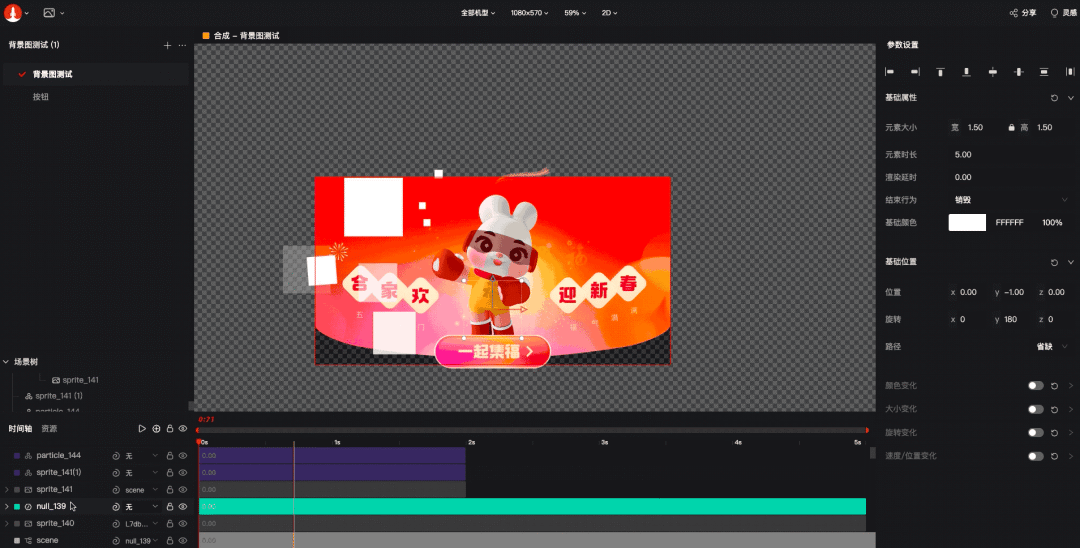 全部机型 1080x570 59% 2D 分享 灵感
背景图测试 (1)
背景图测试
按钮
合成 - 背景图测试
合家欢
迎新春
五
门
福 气 满 满
一起集福
参数设置
基础属性
元素大小 宽 1.50 高 1.50
元素时长 5.00
渲染延时 0.00
结束行为 销毁
基础颜色 FFFFFF 100%
基础位置
位置 x 0.00 y -1.00 z 0.00
旋转 x 0 y 180 z 0
路径 省缺
颜色变化
大小变化
旋转变化
速度/位置变化
场景树
sprite_141
sprite_141 (1)
particle_144
时间轴 资源
0:71
0s 1s 2s 3s 4s 5s
particle_144 无 0.00
sprite_141(1) 无 0.00
sprite_141 scene 0.00
null_139 无
sprite_140 L7db... 0.00
scene null_139 0.00